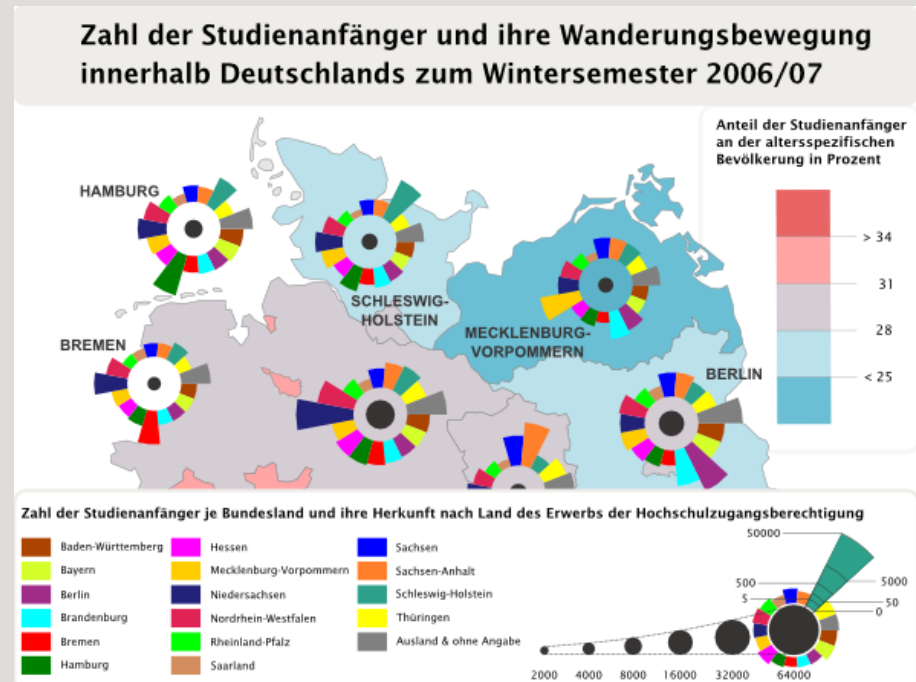 Zahl der Studienanfänger und ihre Wanderungsbewegung
innerhalb Deutschlands zum Wintersemester 2006/07
Anteil der Studienanfänger
an der altersspezifischen
Bevölkerung in Prozent
> 34
31
28
< 25
HAMBURG
SCHLESWIG-
HOLSTEIN
MECKLENBURG-
VORPOMMERN
BREMEN
BERLIN
Zahl der Studienanfänger je Bundesland und ihre Herkunft nach Land des Erwerbs der Hochschulzugangsberechtigung
Baden-Württemberg
Bayern
Berlin
Brandenburg
Bremen
Hamburg
Hessen
Mecklenburg-Vorpommern
Niedersachsen
Nordrhein-Westfalen
Rheinland-Pfalz
Saarland
Sachsen
Sachsen-Anhalt
Schleswig-Holstein
Thüringen
Ausland & ohne Angabe
50000
500
5000
5
50
0
2000 4000 8000 16000 32000 64000